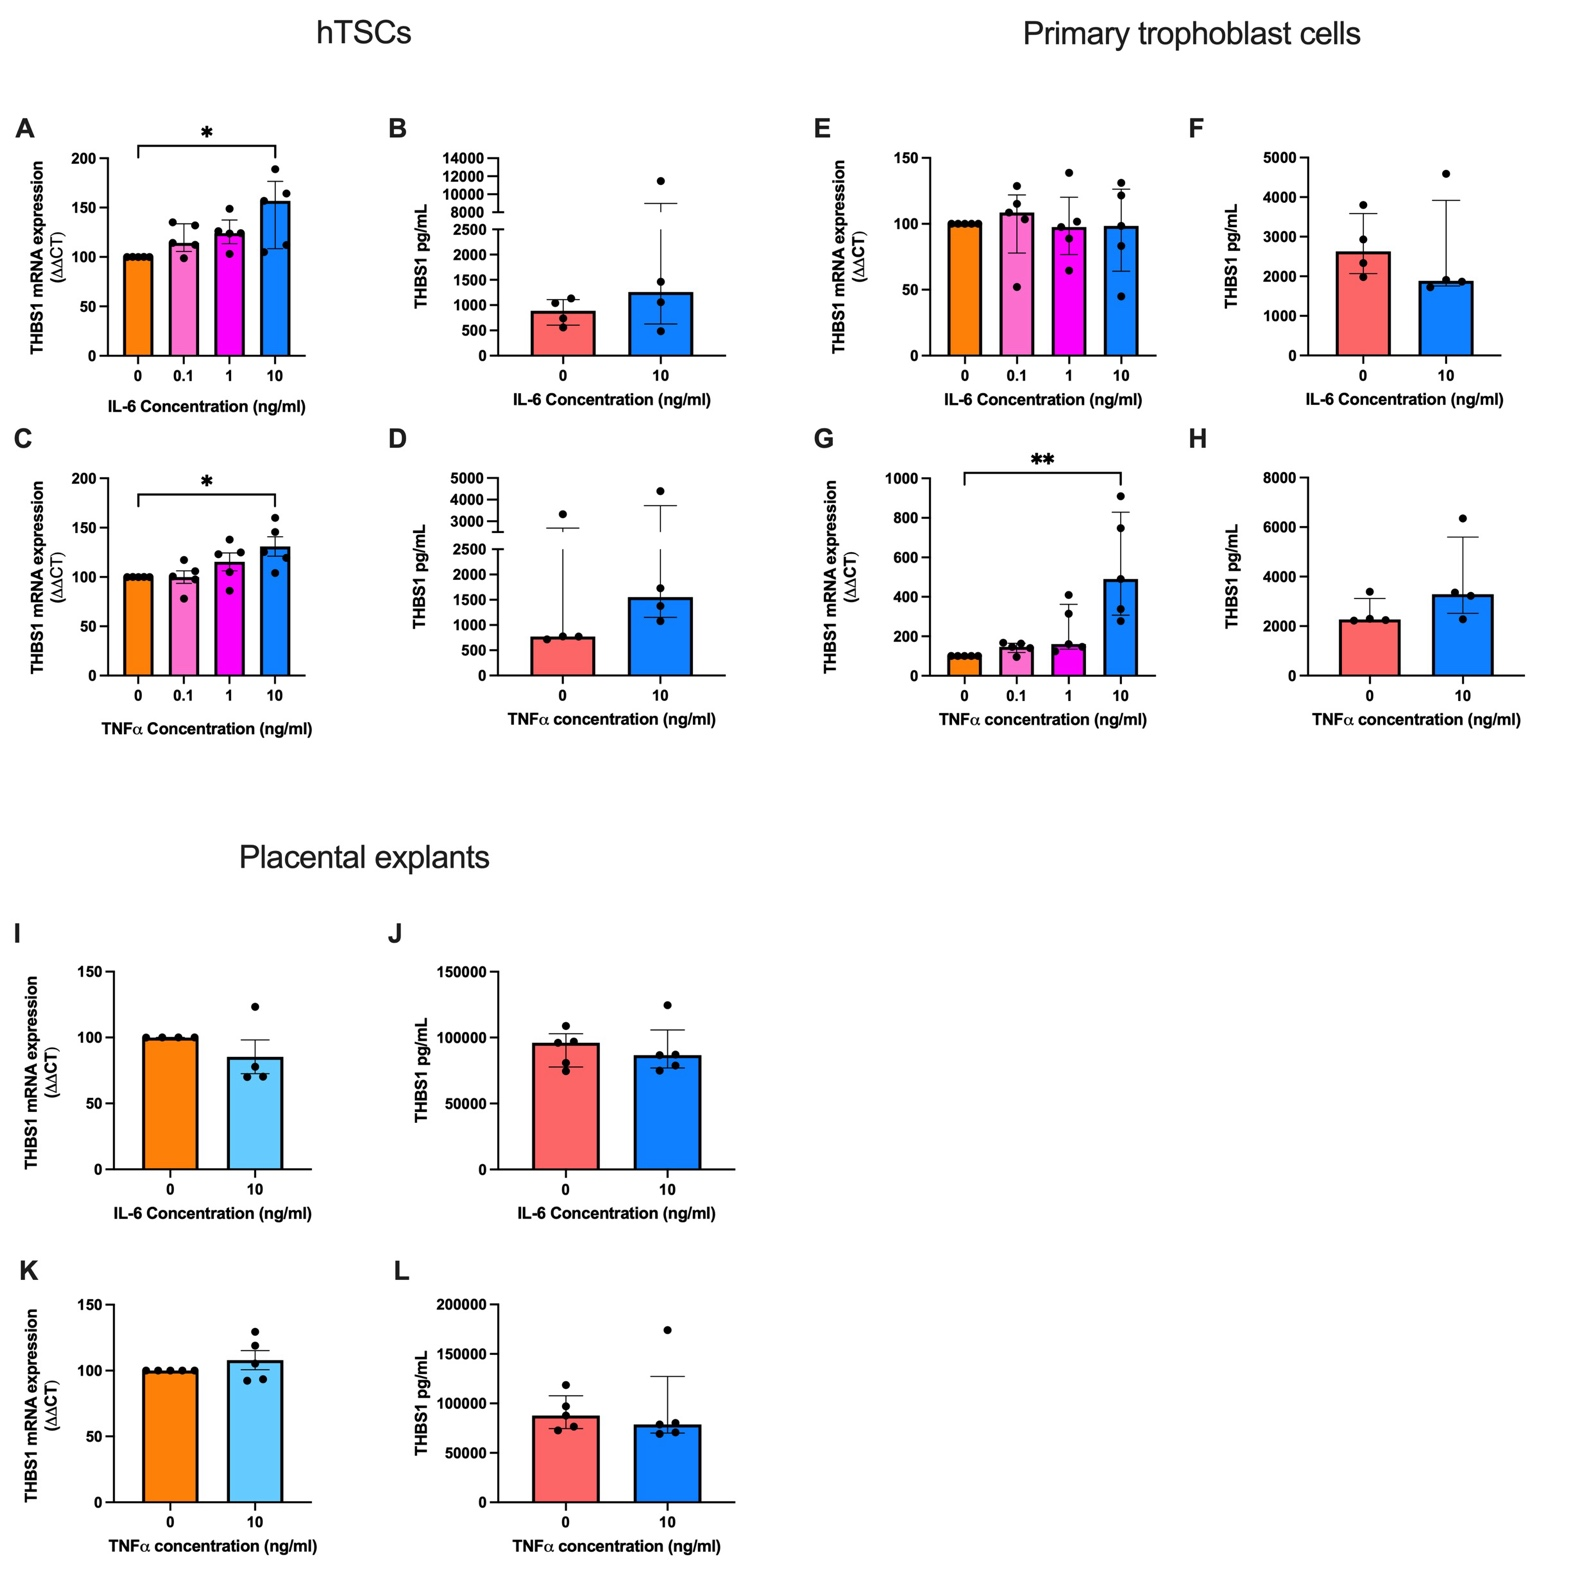 hTSCs
Primary trophoblast cells
A
*
THBS1 mRNA expression
(ΔΔCT)
200
150
100
50
0
0 0.1 1 10
IL-6 Concentration (ng/ml)
B
THBS1 pg/mL
14000
12000
10000
8000
2500
2000
1500
1000
500
0
0 10
IL-6 Concentration (ng/ml)
E
THBS1 mRNA expression
(ΔΔCT)
150
100
50
0
0 0.1 1 10
IL-6 Concentration (ng/ml)
F
THBS1 pg/mL
5000
4000
3000
2000
1000
0
0 10
IL-6 Concentration (ng/ml)
C
*
THBS1 mRNA expression
(ΔΔCT)
200
150
100
50
0
0 0.1 1 10
TNFα Concentration (ng/ml)
D
THBS1 pg/mL
5000
4000
3000
2500
2000
1500
1000
500
0
0 10
TNFα concentration (ng/ml)
G
**
THBS1 mRNA expression
(ΔΔCT)
1000
800
600
400
200
0
0 0.1 1 10
TNFα concentration (ng/ml)
H
THBS1 pg/mL
8000
6000
4000
2000
0
0 10
TNFα concentration (ng/ml)
Placental explants
I
THBS1 mRNA expression
(ΔΔCT)
150
100
50
0
0 10
IL-6 Concentration (ng/ml)
J
THBS1 pg/mL
150000
100000
50000
0
0 10
IL-6 Concentration (ng/ml)
K
THBS1 mRNA expression
(ΔΔCT)
150
100
50
0
0 10
TNFα concentration (ng/ml)
L
THBS1 pg/mL
200000
150000
100000
50000
0
0 10
TNFα concentration (ng/ml)